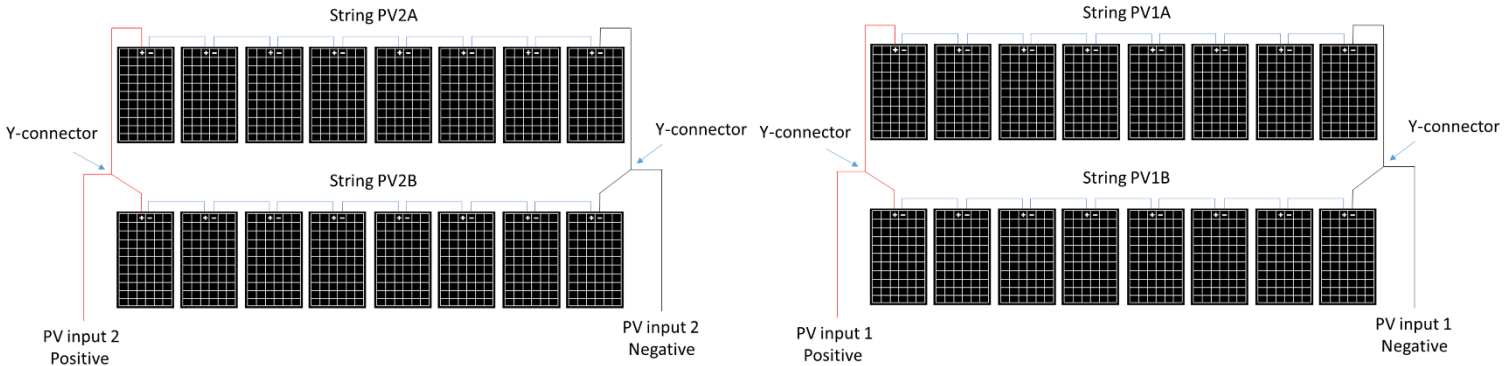 String PV2A
+ - + - + - + - + - + - + - + -
Y-connector
Y-connector
String PV2B
+ - + - + - + - + - + - + - + -
PV input 2
Positive
PV input 2
Negative
String PV1A
+ - + - + - + - + - + - + - + -
Y-connector
Y-connector
String PV1B
+ - + - + - + - + - + - + - + -
PV input 1
Positive
PV input 1
Negative